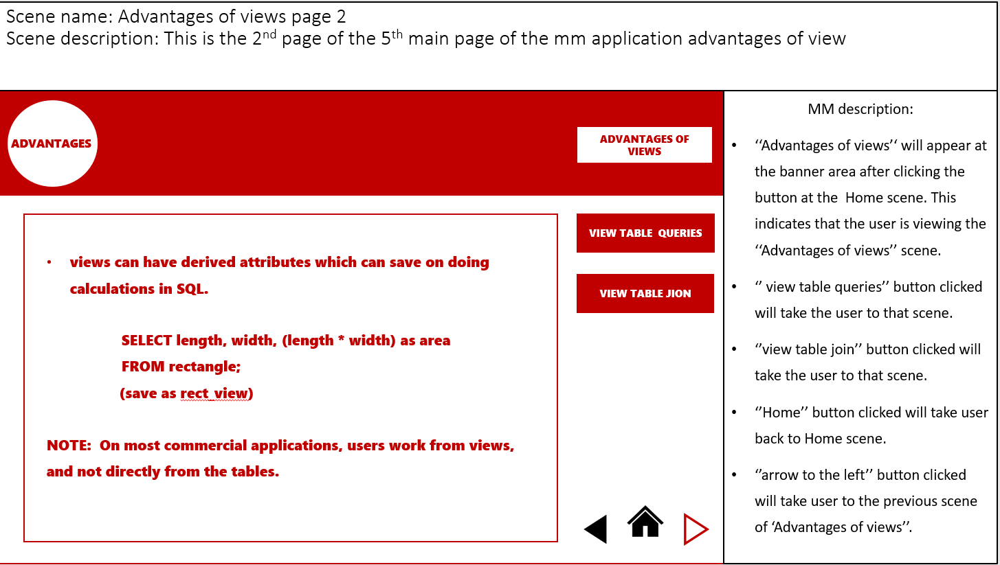 Scene name: Advantages of views page 2
Scene description: This is the 2nd page of the 5th main page of the mm application advantages of view
ADVANTAGES
ADVANTAGES OF
VIEWS
• views can have derived attributes which can save on doing
calculations in SQL.
SELECT length, width, (length * width) as area
FROM rectangle;
(save as rect_view)
NOTE:  On most commercial applications, users work from views,
and not directly from the tables.
VIEW TABLE  QUERIES
VIEW TABLE JION
MM description:
• ‘‘Advantages of views’‘ will appear at
the banner area after clicking the
button at the  Home scene. This
indicates that the user is viewing the
‘‘Advantages of views’’ scene.
• ‘’ view table queries’’ button clicked
will take the user to that scene.
• ‘’view table join’’ button clicked will
take the user to that scene.
• ‘’Home’’ button clicked will take user
back to Home scene.
• ‘’arrow to the left’’ button clicked
will take user to the previous scene
of ‘Advantages of views’’.